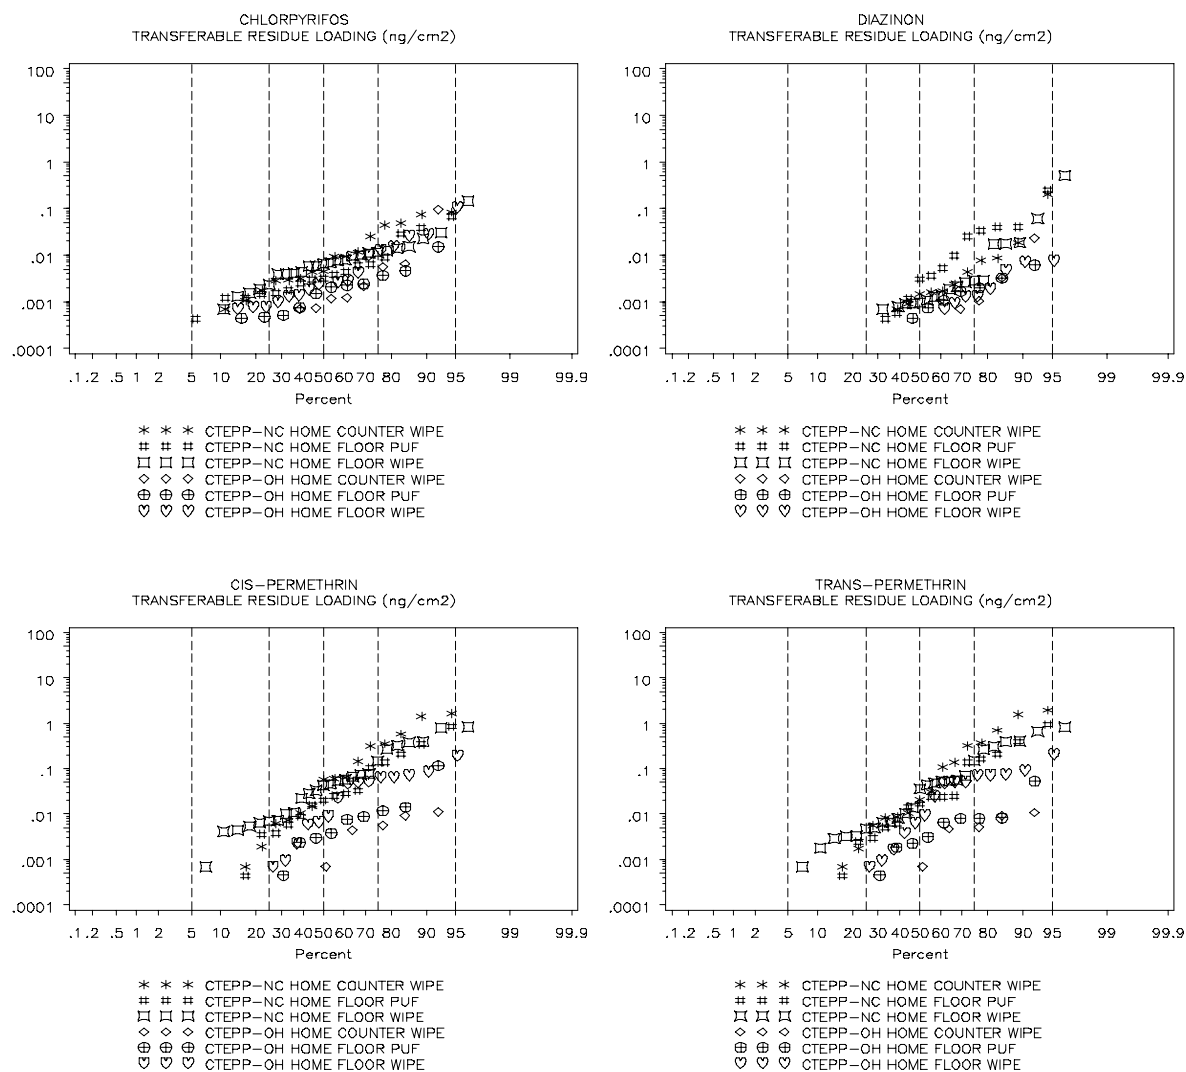 CHLORPYRIFOS
TRANSFERABLE RESIDUE LOADING (ng/cm2)
100
10
1
.1
.01
.001
.0001
.1 .2 .5 1 2 5 10 20 30 40 50 60 70 80 90 95 99 99.9
Percent
CTEPP-NC HOME COUNTER WIPE
CTEPP-NC HOME FLOOR PUF
CTEPP-NC HOME FLOOR WIPE
CTEPP-OH HOME COUNTER WIPE
CTEPP-OH HOME FLOOR PUF
CTEPP-OH HOME FLOOR WIPE
DIAZINON
TRANSFERABLE RESIDUE LOADING (ng/cm2)
100
10
1
.1
.01
.001
.0001
.1 .2 .5 1 2 5 10 20 30 40 50 60 70 80 90 95 99 99.9
Percent
CTEPP-NC HOME COUNTER WIPE
CTEPP-NC HOME FLOOR PUF
CTEPP-NC HOME FLOOR WIPE
CTEPP-OH HOME COUNTER WIPE
CTEPP-OH HOME FLOOR PUF
CTEPP-OH HOME FLOOR WIPE
CIS-PERMETHRIN
TRANSFERABLE RESIDUE LOADING (ng/cm2)
100
10
1
.1
.01
.001
.0001
.1 .2 .5 1 2 5 10 20 30 40 50 60 70 80 90 95 99 99.9
Percent
CTEPP-NC HOME COUNTER WIPE
CTEPP-NC HOME FLOOR PUF
CTEPP-NC HOME FLOOR WIPE
CTEPP-OH HOME COUNTER WIPE
CTEPP-OH HOME FLOOR PUF
CTEPP-OH HOME FLOOR WIPE
TRANS-PERMETHRIN
TRANSFERABLE RESIDUE LOADING (ng/cm2)
100
10
1
.1
.01
.001
.0001
.1 .2 .5 1 2 5 10 20 30 40 50 60 70 80 90 95 99 99.9
Percent
CTEPP-NC HOME COUNTER WIPE
CTEPP-NC HOME FLOOR PUF
CTEPP-NC HOME FLOOR WIPE
CTEPP-OH HOME COUNTER WIPE
CTEPP-OH HOME FLOOR PUF
CTEPP-OH HOME FLOOR WIPE